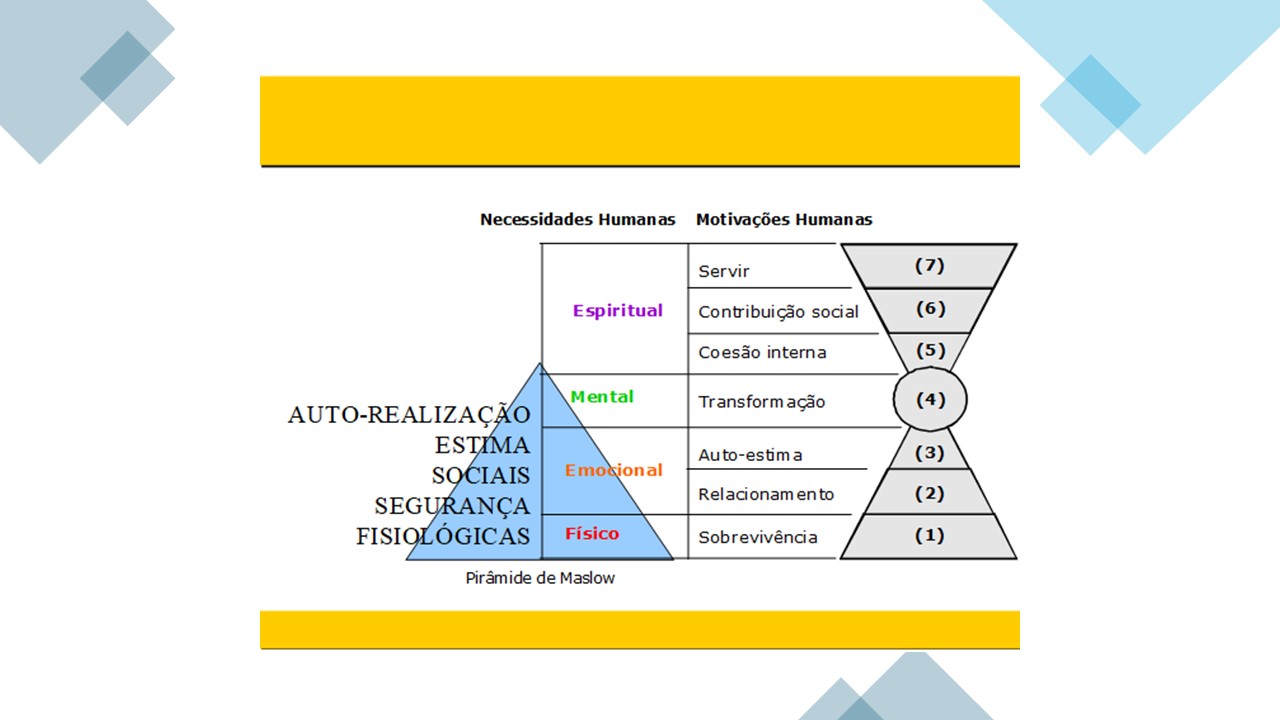 Necessidades Humanas Motivações Humanas
Servir (7)
Espiritual Contribuição social (6)
Coesão interna (5)
Mental Transformação (4)
AUTO-REALIZAÇÃO
ESTIMA Auto-estima (3)
SOCIAIS Emocional
SEGURANÇA Relacionamento (2)
FISIOLÓGICAS Físico Sobrevivência (1)
Pirâmide de Maslow